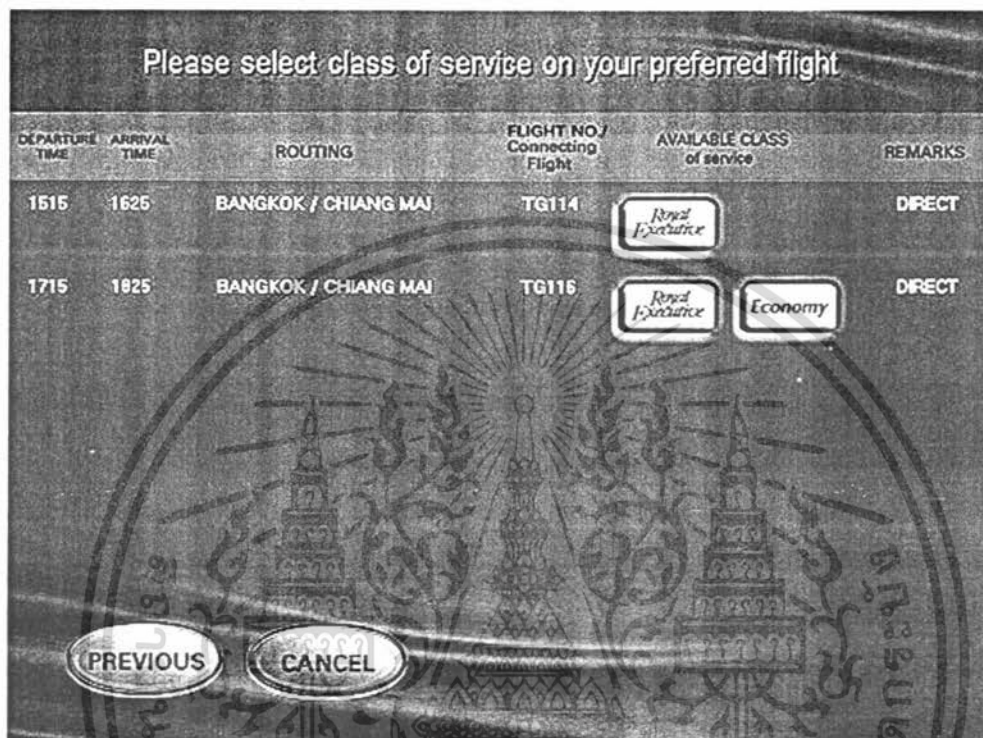 Please select class of service on your preferred flight
DEPARTURE TIME ARRIVAL TIME ROUTING FLIGHT NO./ Connecting Flight AVAILABLE CLASS of service REMARKS
1515 1625 BANGKOK / CHIANG MAI TG114 Royal Executive DIRECT
1715 1825 BANGKOK / CHIANG MAI TG116 Royal Executive Economy DIRECT
PREVIOUS CANCEL